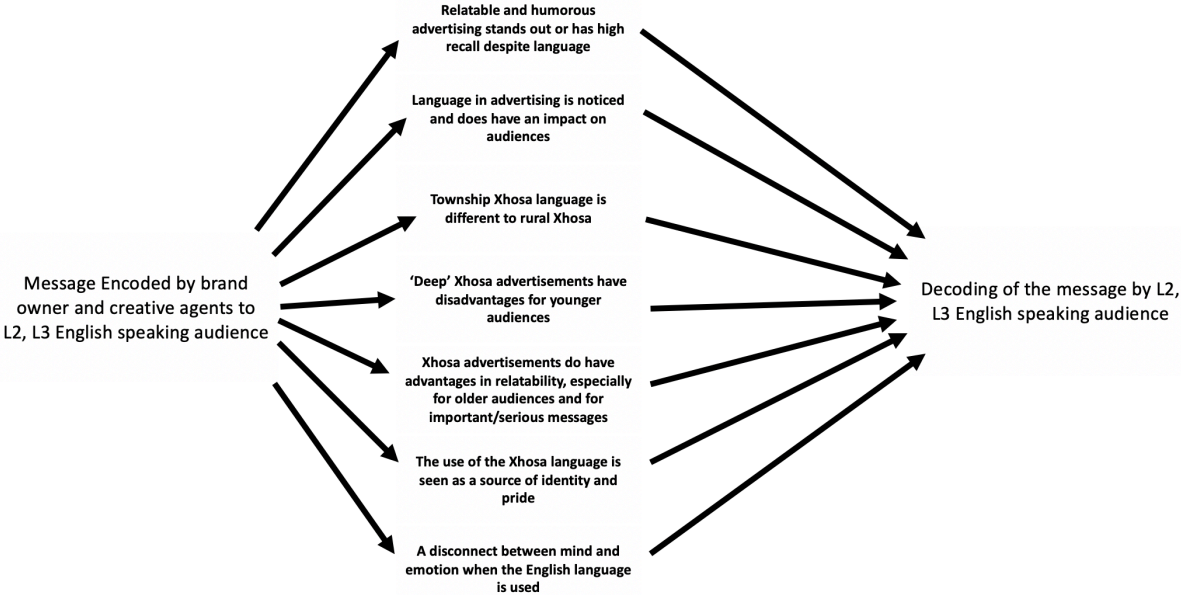 Relatable and humorous
advertising stands out or has high
recall despite language
Language in advertising is noticed
and does have an impact on
audiences
Township Xhosa language is
different to rural Xhosa
Message Encoded by brand
owner and creative agents to
L2, L3 English speaking audience
‘Deep’ Xhosa advertisements have
disadvantages for younger
audiences
Decoding of the message by L2,
L3 English speaking audience
Xhosa advertisements do have
advantages in relatability, especially
for older audiences and for
important/serious messages
The use of the Xhosa language is
seen as a source of identity and
pride
A disconnect between mind and
emotion when the English language
is used